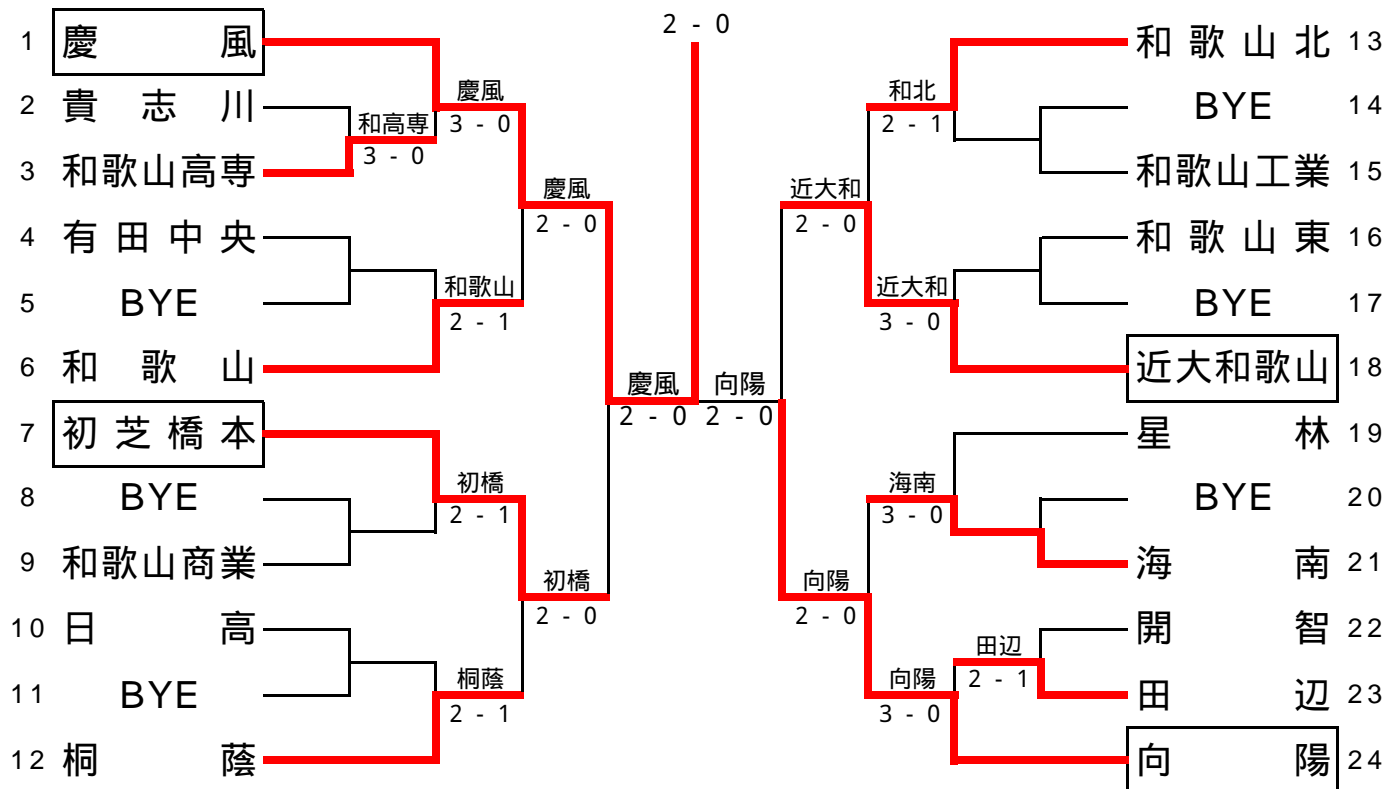 2 - 0
1 慶風
2 貴志川
3 和歌山高専
4 有田中央
5 BYE
6 和歌山
7 初芝橋本
8 BYE
9 和歌山商業
10 日高
11 BYE
12 桐蔭
和高専
3 - 0
慶風
3 - 0
和歌山
2 - 1
初橋
2 - 1
桐蔭
2 - 1
慶風
2 - 0
初橋
2 - 0
慶風
2 - 0
向陽
2 - 0
近大和
2 - 0
向陽
2 - 0
和北
2 - 1
近大和
3 - 0
海南
3 - 0
向陽
3 - 0
田辺
2 - 1
和歌山北 13
BYE 14
和歌山工業 15
和歌山東 16
BYE 17
近大和歌山 18
星林 19
BYE 20
海南 21
開智 22
田辺 23
向陽 24